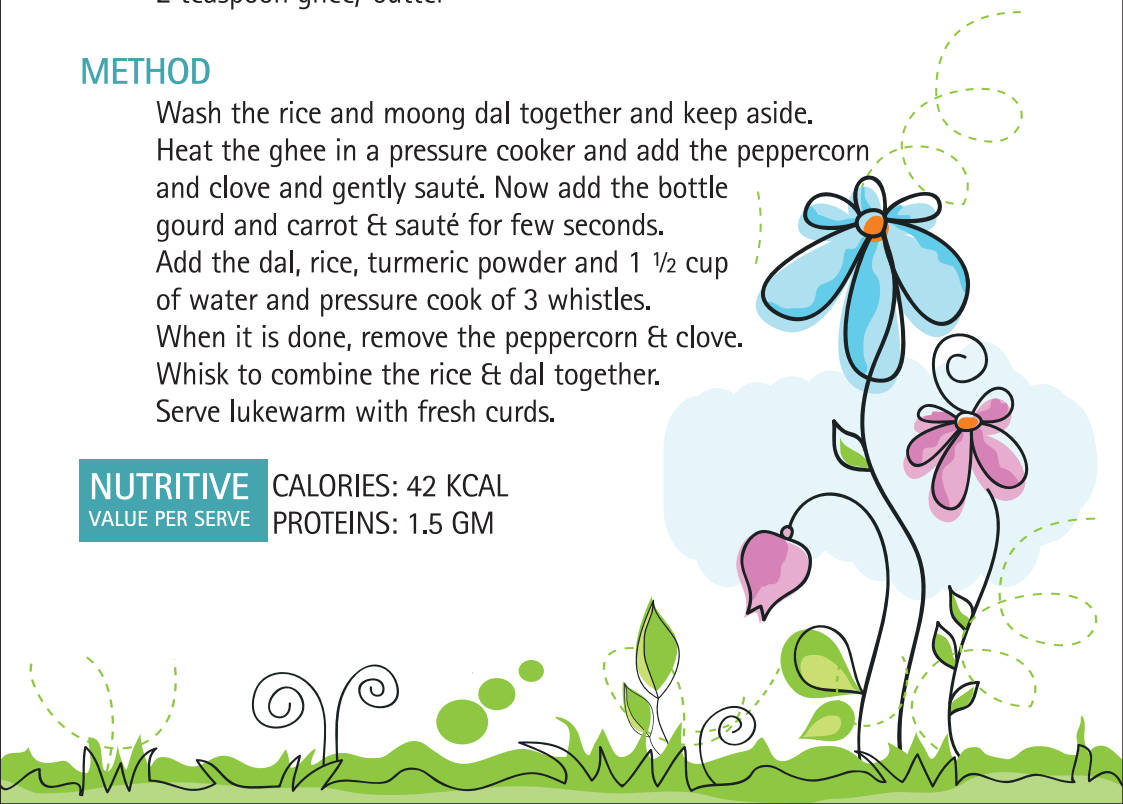 2 teaspoon ghee/ butter
METHOD
Wash the rice and moong dal together and keep aside.
Heat the ghee in a pressure cooker and add the peppercorn
and clove and gently sauté. Now add the bottle
gourd and carrot & sauté for few seconds.
Add the dal, rice, turmeric powder and 1 ½ cup
of water and pressure cook of 3 whistles.
When it is done, remove the peppercorn & clove.
Whisk to combine the rice & dal together.
Serve lukewarm with fresh curds.
NUTRITIVE
VALUE PER SERVE
CALORIES: 42 KCAL
PROTEINS: 1.5 GM